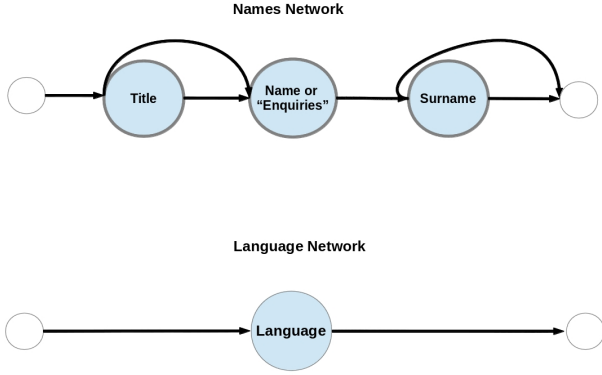 Names Network
Title
Name or
“Enquiries”
Surname
Language Network
Language